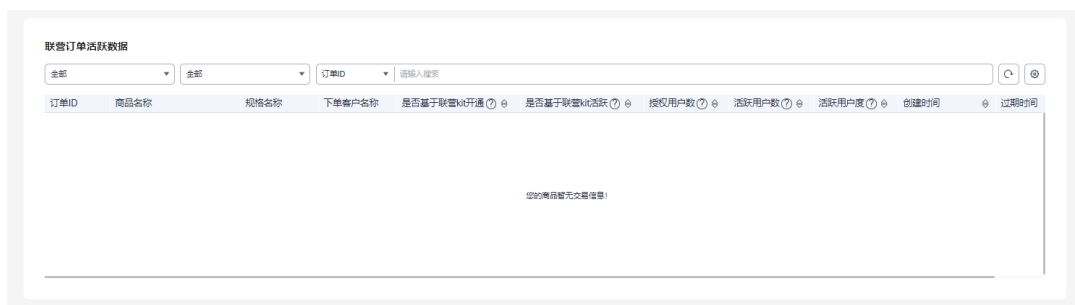 联营订单活跃数据
全部 全部 订单ID 请输入搜索
订单ID 商品名称 规格名称 下单客户名称 是否基于联营kit开通 是否基于联营kit活跃 授权用户数 活跃用户数 活跃用户度 创建时间 过期时间
您的商品暂无交易信息!